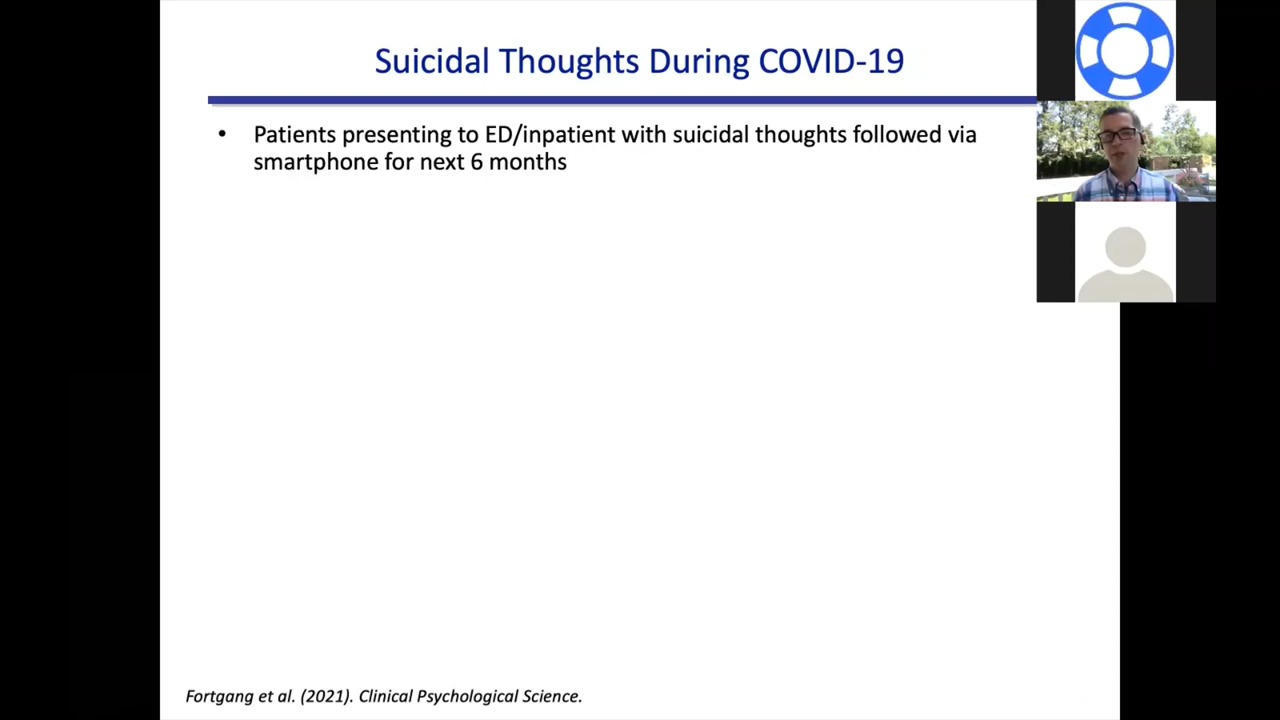 Suicidal Thoughts During COVID-19
• Patients presenting to ED/inpatient with suicidal thoughts followed via
smartphone for next 6 months
Fortgang et al. (2021). Clinical Psychological Science.